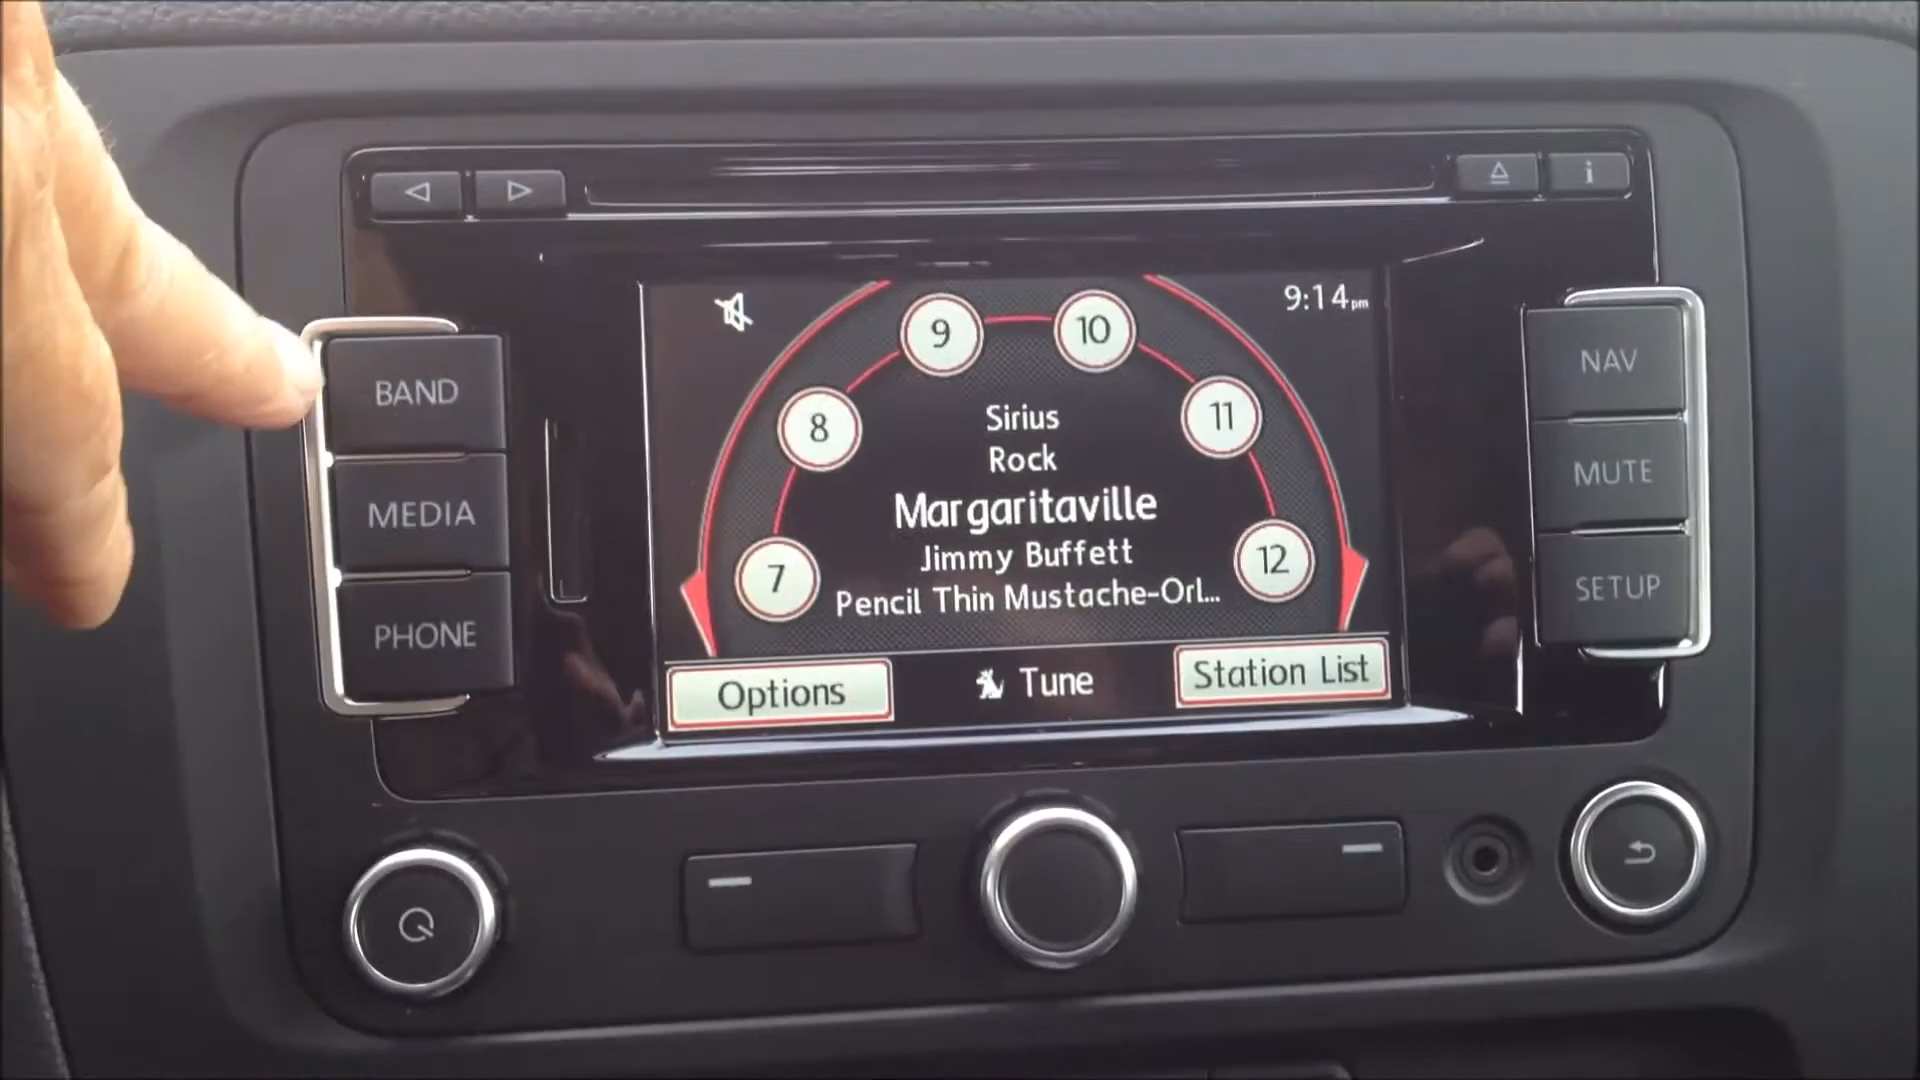 i
9:14pm
9
10
8
11
7
12
Sirius
Rock
Margaritaville
Jimmy Buffett
Pencil Thin Mustache-Orl...
Options
Tune
Station List
BAND
MEDIA
PHONE
NAV
MUTE
SETUP